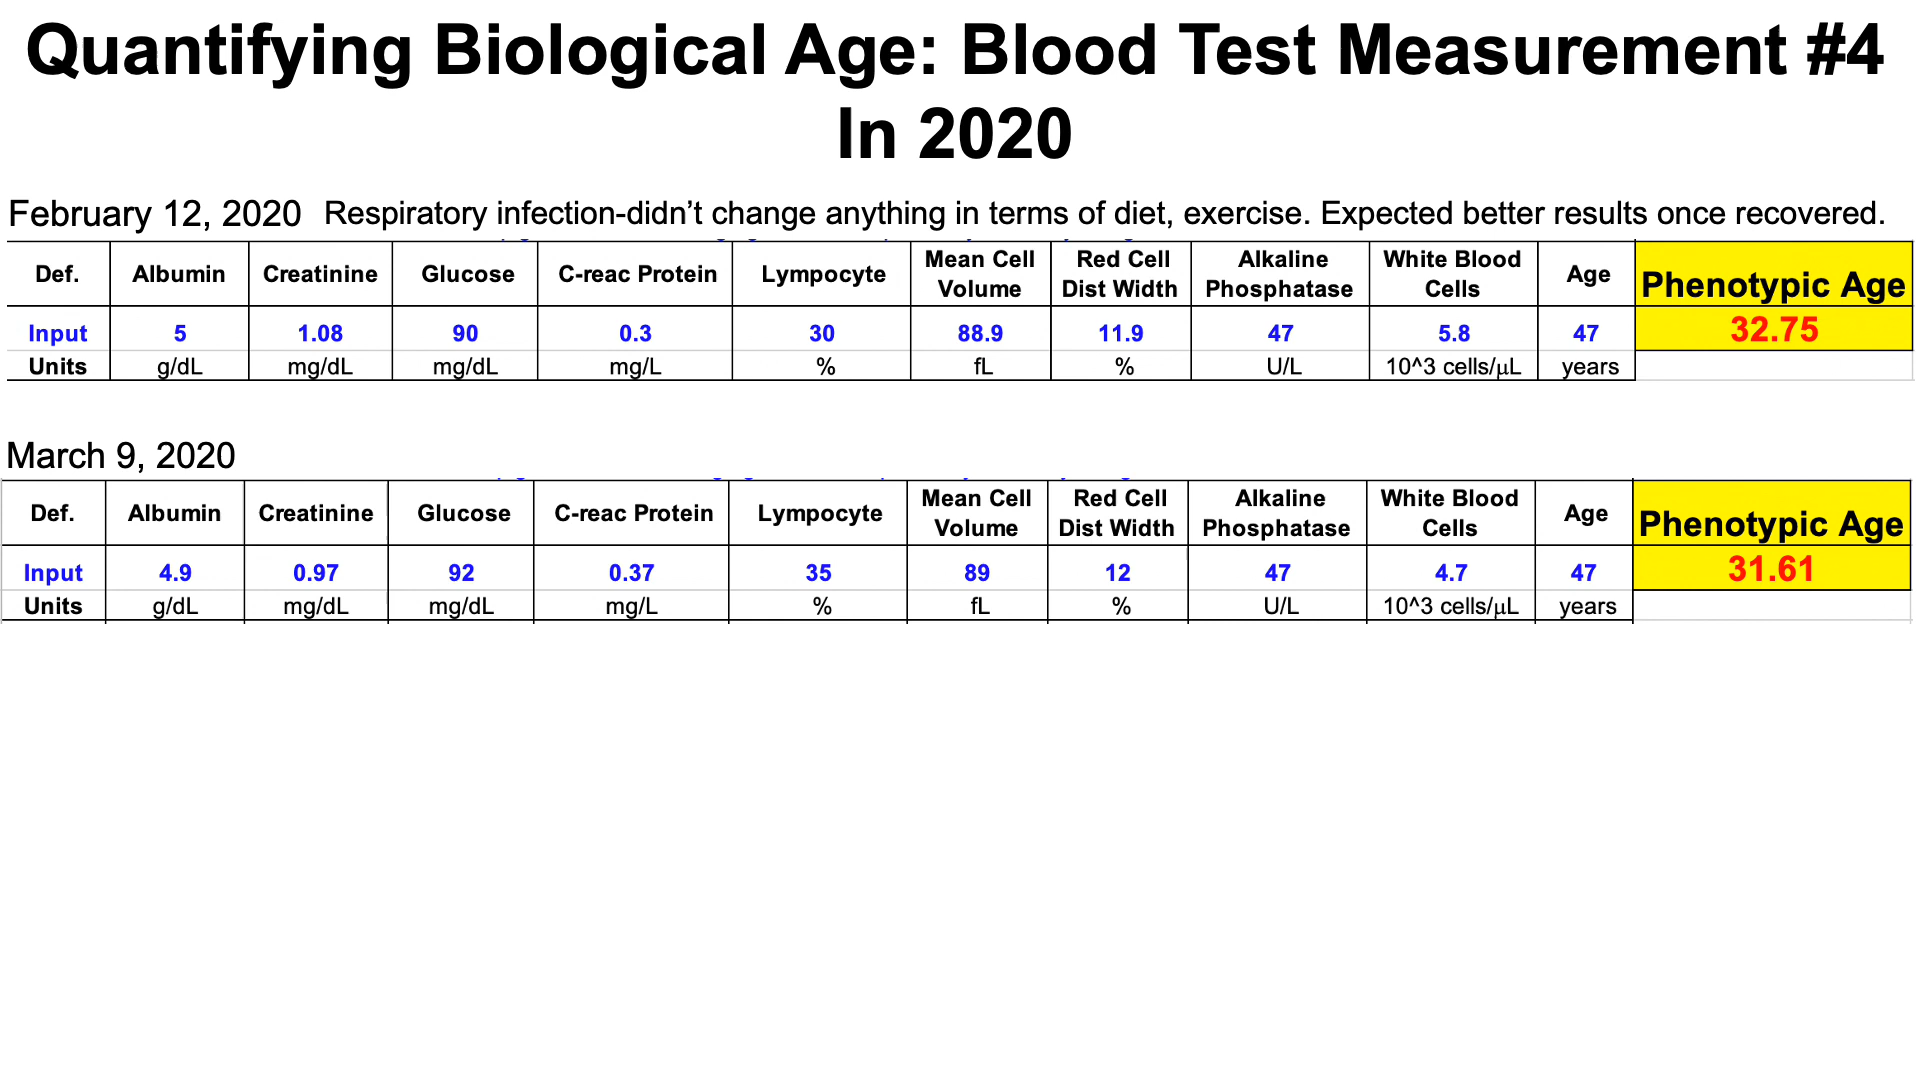 Quantifying Biological Age: Blood Test Measurement #4
In 2020
February 12, 2020 Respiratory infection-didn't change anything in terms of diet, exercise. Expected better results once recovered.
Def. Albumin Creatinine Glucose C-reac Protein Lympocyte Mean Cell Volume Red Cell Dist Width Alkaline Phosphatase White Blood Cells Age Phenotypic Age
Input 5 1.08 90 0.3 30 88.9 11.9 47 5.8 47 32.75
Units g/dL mg/dL mg/dL mg/L % fL % U/L 10^3 cells/µL years
March 9, 2020
Def. Albumin Creatinine Glucose C-reac Protein Lympocyte Mean Cell Volume Red Cell Dist Width Alkaline Phosphatase White Blood Cells Age Phenotypic Age
Input 4.9 0.97 92 0.37 35 89 12 47 4.7 47 31.61
Units g/dL mg/dL mg/dL mg/L % fL % U/L 10^3 cells/µL years